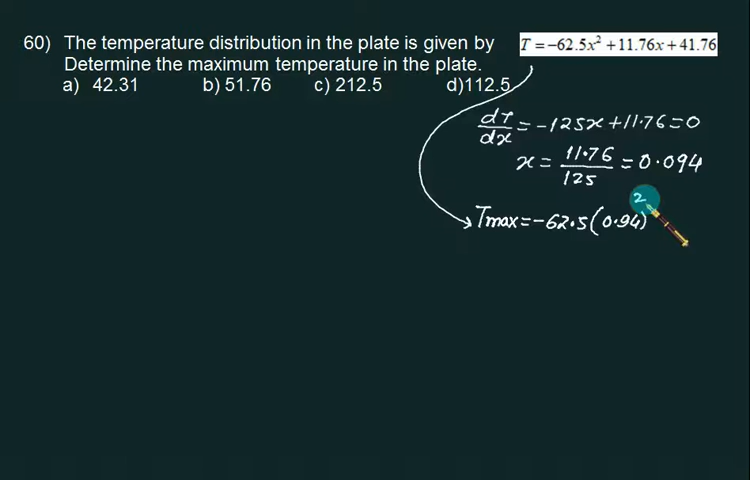 60) The temperature distribution in the plate is given by T = −62.5x² +11.76x + 41.76
Determine the maximum temperature in the plate.
a) 42.31 b) 51.76 c) 212.5 d)112.5
dT/dx = -125x + 11.76 = 0
x = 11.76/125 = 0.094
Tmax = -62.5(0.94)²